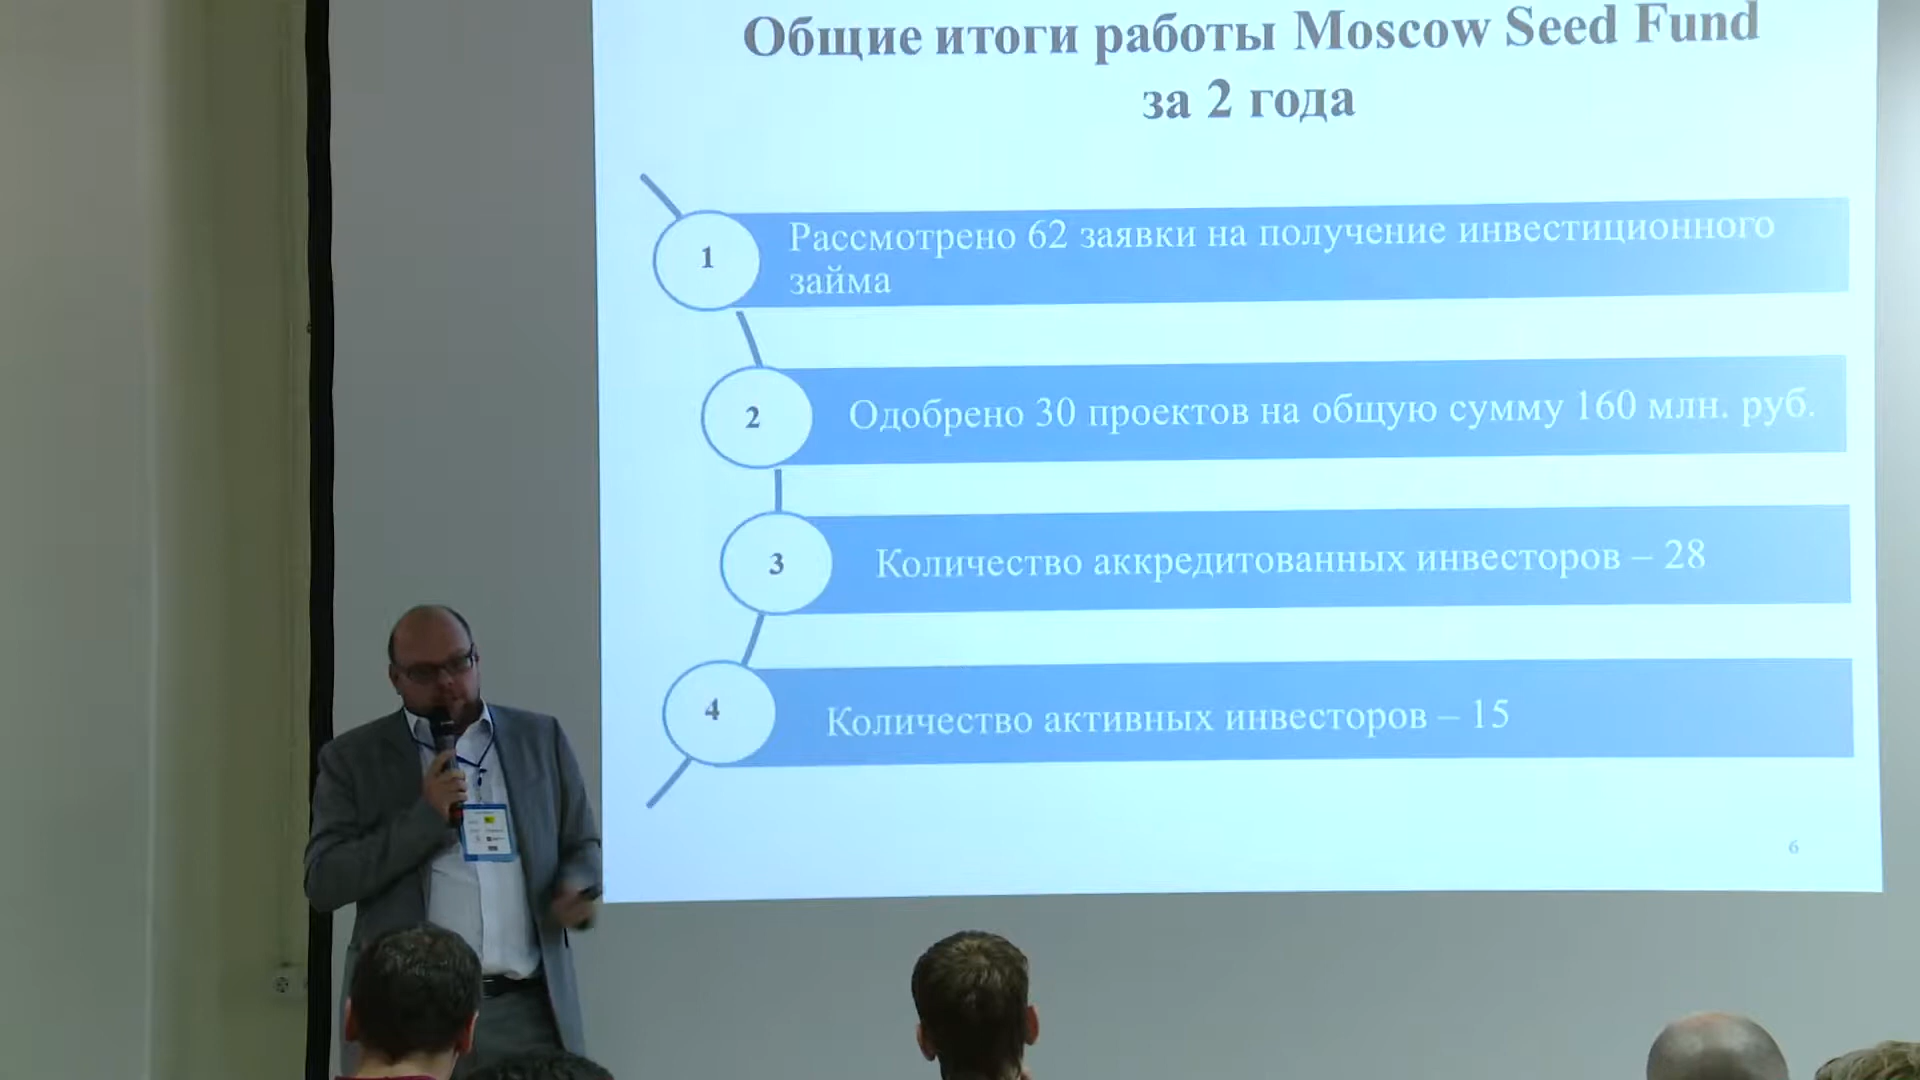 Общие итоги работы Moscow Seed Fund
за 2 года
1
Рассмотрено 62 заявки на получение инвестиционного
займа
2
Одобрено 30 проектов на общую сумму 160 млн. руб.
3
Количество аккредитованных инвесторов – 28
4
Количество активных инвесторов – 15
6